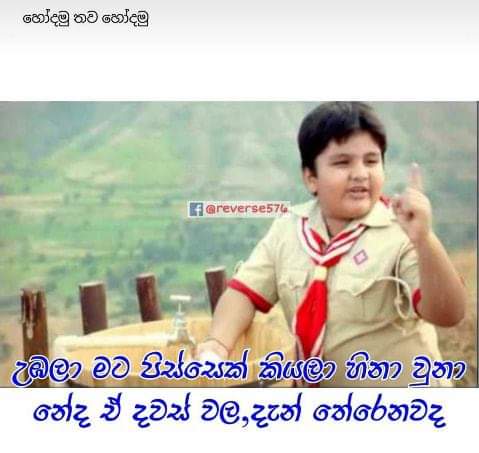 හෝදමු තව හෝදමු
@reverse576
උඹලා මට පිස්සෙක් කියලා හිනා වුනා
නේද ඒ දවස් වල,දැන් තේරෙනවද